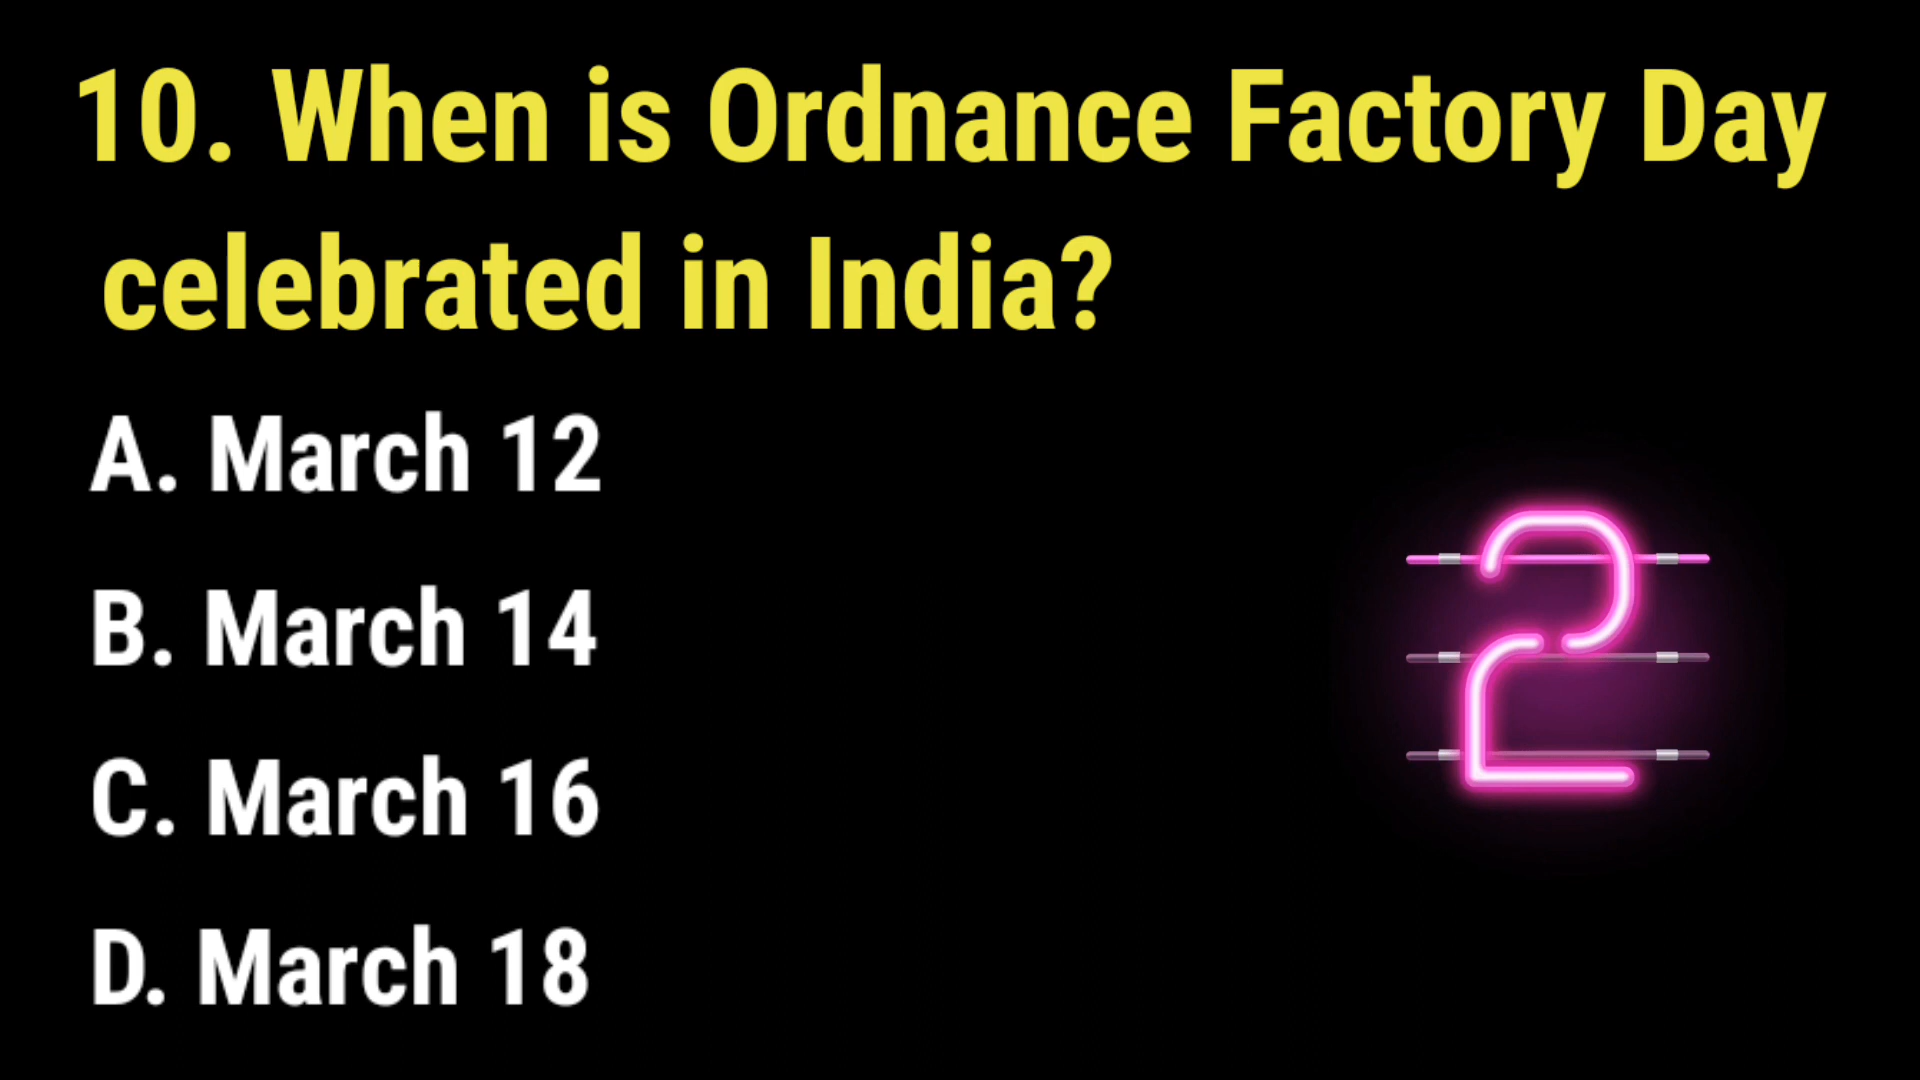 10. When is Ordnance Factory Day
celebrated in India?
A. March 12
B. March 14
C. March 16
D. March 18
2